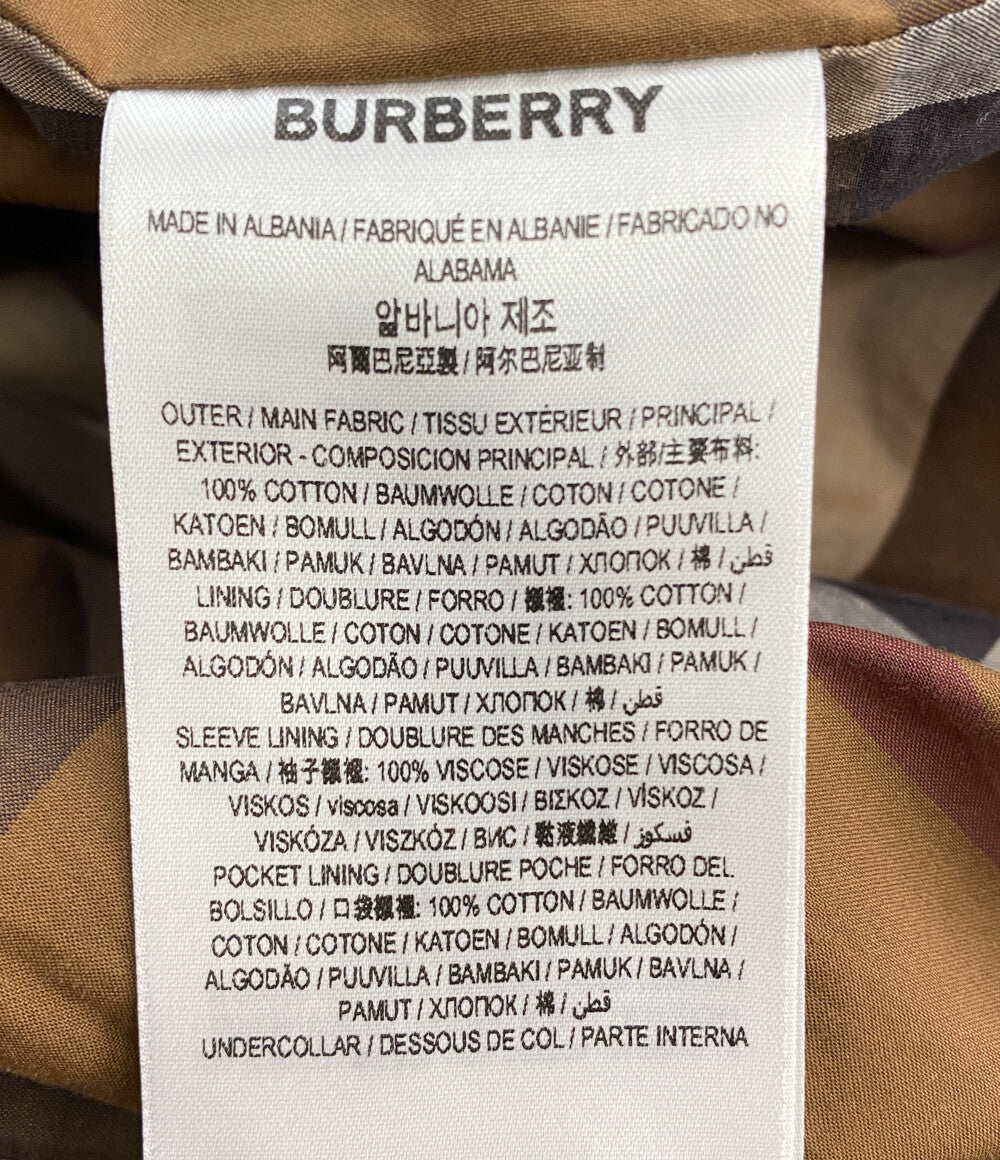 BURBERRY
MADE IN ALBANIA / FABRIQUÉ EN ALBANIE / FABRICADO NO
ALABAMA
알바니아 제조
阿爾巴尼亞製 / 阿尔巴尼亚制
OUTER / MAIN FABRIC / TISSU EXTÉRIEUR / PRINCIPAL /
EXTERIOR - COMPOSICION PRINCIPAL / 外部/主要布料:
100% COTTON / BAUMWOLLE / COTON / COTONE /
KATOEN / BOMULL / ALGODÓN / ALGODÃO / PUUVILLA /
BAMBAKI / PAMUK / BAVLNA / PAMUT / ХЛОПОК / 棉 / قطن
LINING / DOUBLURE / FORRO / 襯裡: 100% COTTON /
BAUMWOLLE / COTON / COTONE / KATOEN / BOMULL /
ALGODÓN / ALGODÃO / PUUVILLA / BAMBAKI / PAMUK /
BAVLNA / PAMUT / ХЛОПОК / 棉 / قطن
SLEEVE LINING / DOUBLURE DES MANCHES / FORRO DE
MANGA / 袖子襯裡: 100% VISCOSE / VISKOSE / VISCOSA /
VISKOS / viscosa / VISKOOSI / ΒΙΣΚΟΖ / VİSKOZ /
VISKÓZA / VISZKÓZ / ВИС / 黏液纖維 / فسكوز
POCKET LINING / DOUBLURE POCHE / FORRO DEL
BOLSILLO / 口袋襯裡: 100% COTTON / BAUMWOLLE /
COTON / COTONE / KATOEN / BOMULL / ALGODÓN /
ALGODÃO / PUUVILLA / BAMBAKI / PAMUK / BAVLNA /
PAMUT / ХЛОПОК / 棉 / قطن
UNDERCOLLAR / DESSOUS DE COL / PARTE INTERNA